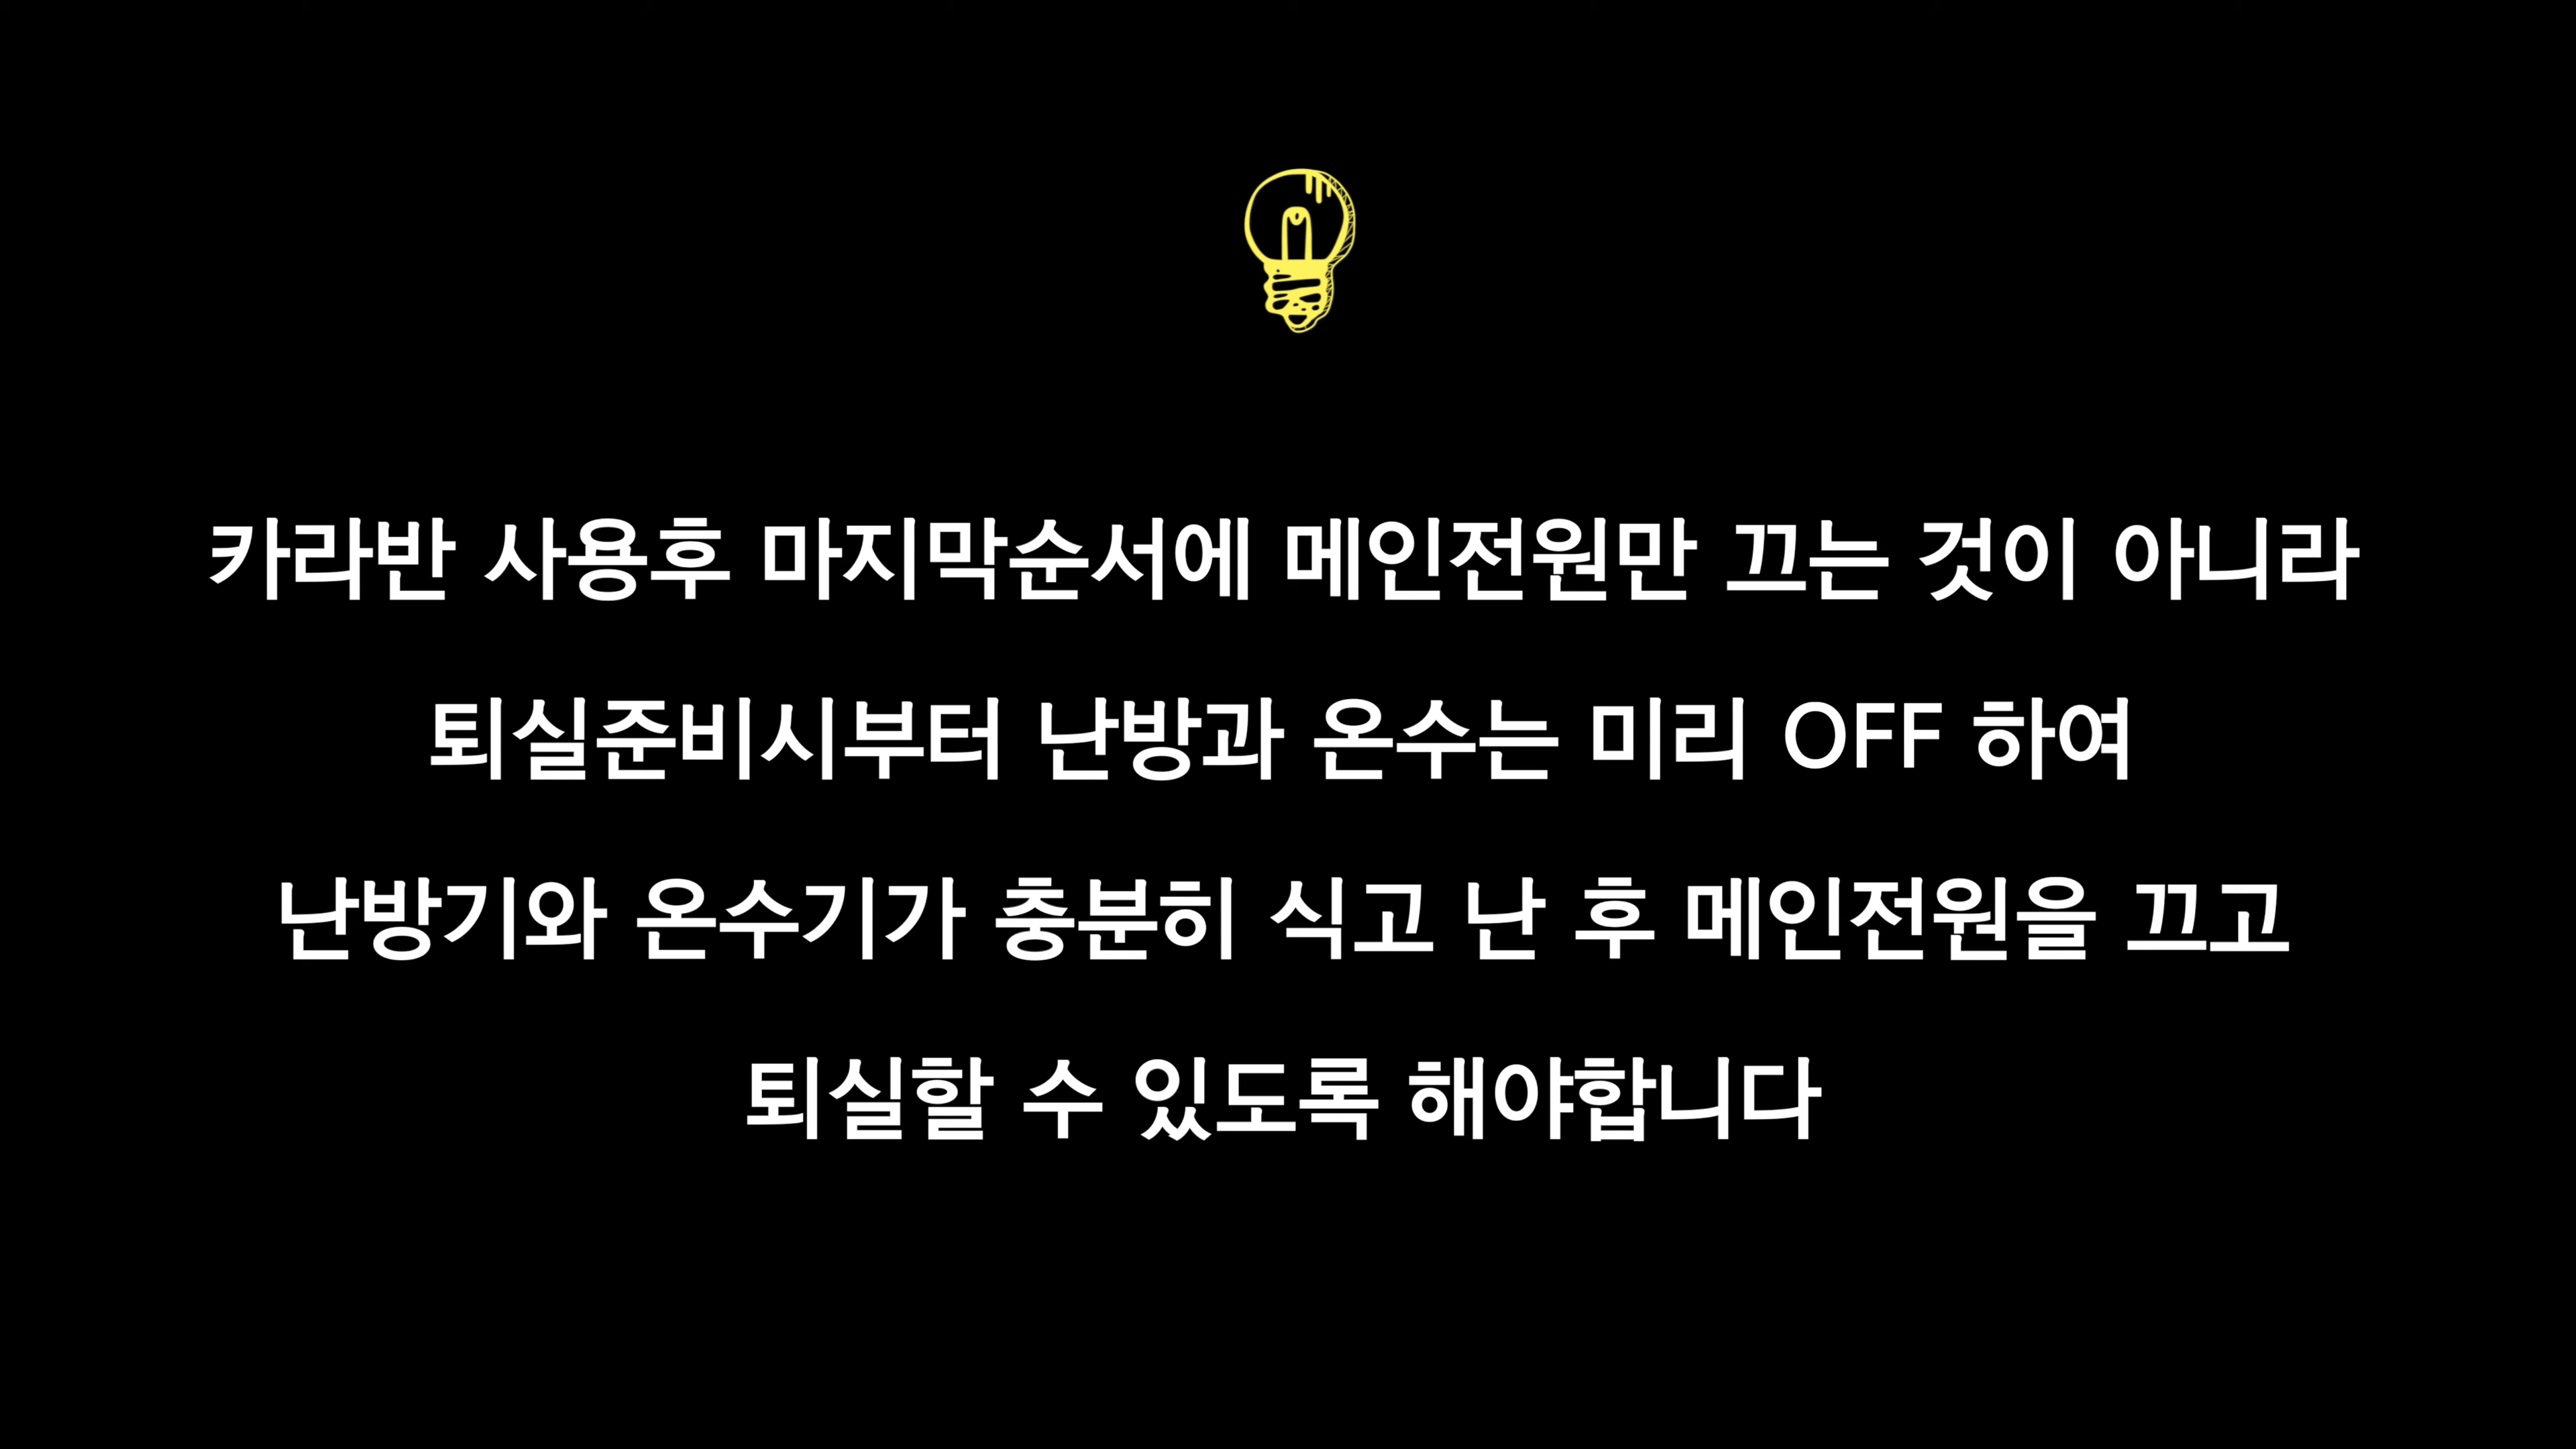 카라반 사용후 마지막순서에 메인전원만 끄는 것이 아니라
퇴실준비시부터 난방과 온수는 미리 OFF 하여
난방기와 온수기가 충분히 식고 난 후 메인전원을 끄고
퇴실할 수 있도록 해야합니다